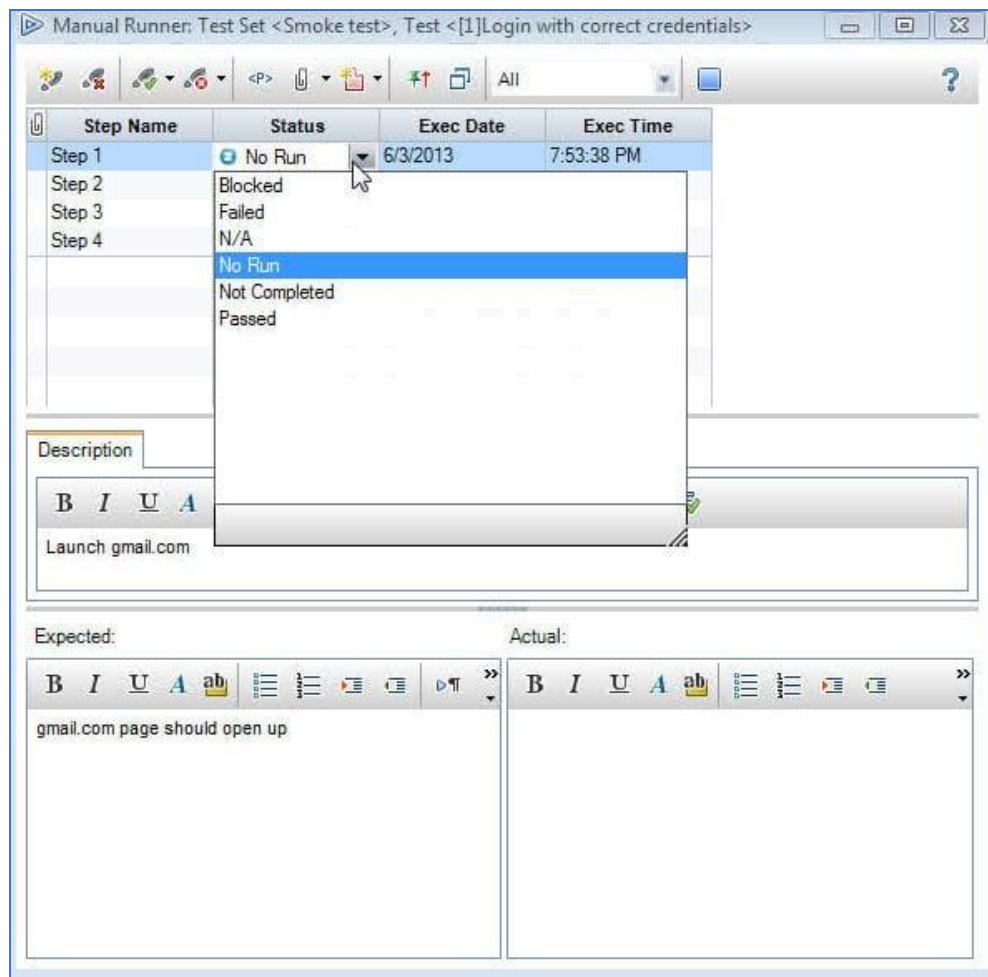 Manual Runner: Test Set <Smoke test>, Test <[1]Login with correct credentials>
<P> All ?
Step Name Status Exec Date Exec Time
Step 1 No Run 6/3/2013 7:53:38 PM
Step 2
Step 3
Step 4
Blocked
Failed
N/A
No Run
Not Completed
Passed
Description
B I U A
Launch gmail.com
Expected:
B I U A ab
gmail.com page should open up
Actual:
B I U A ab